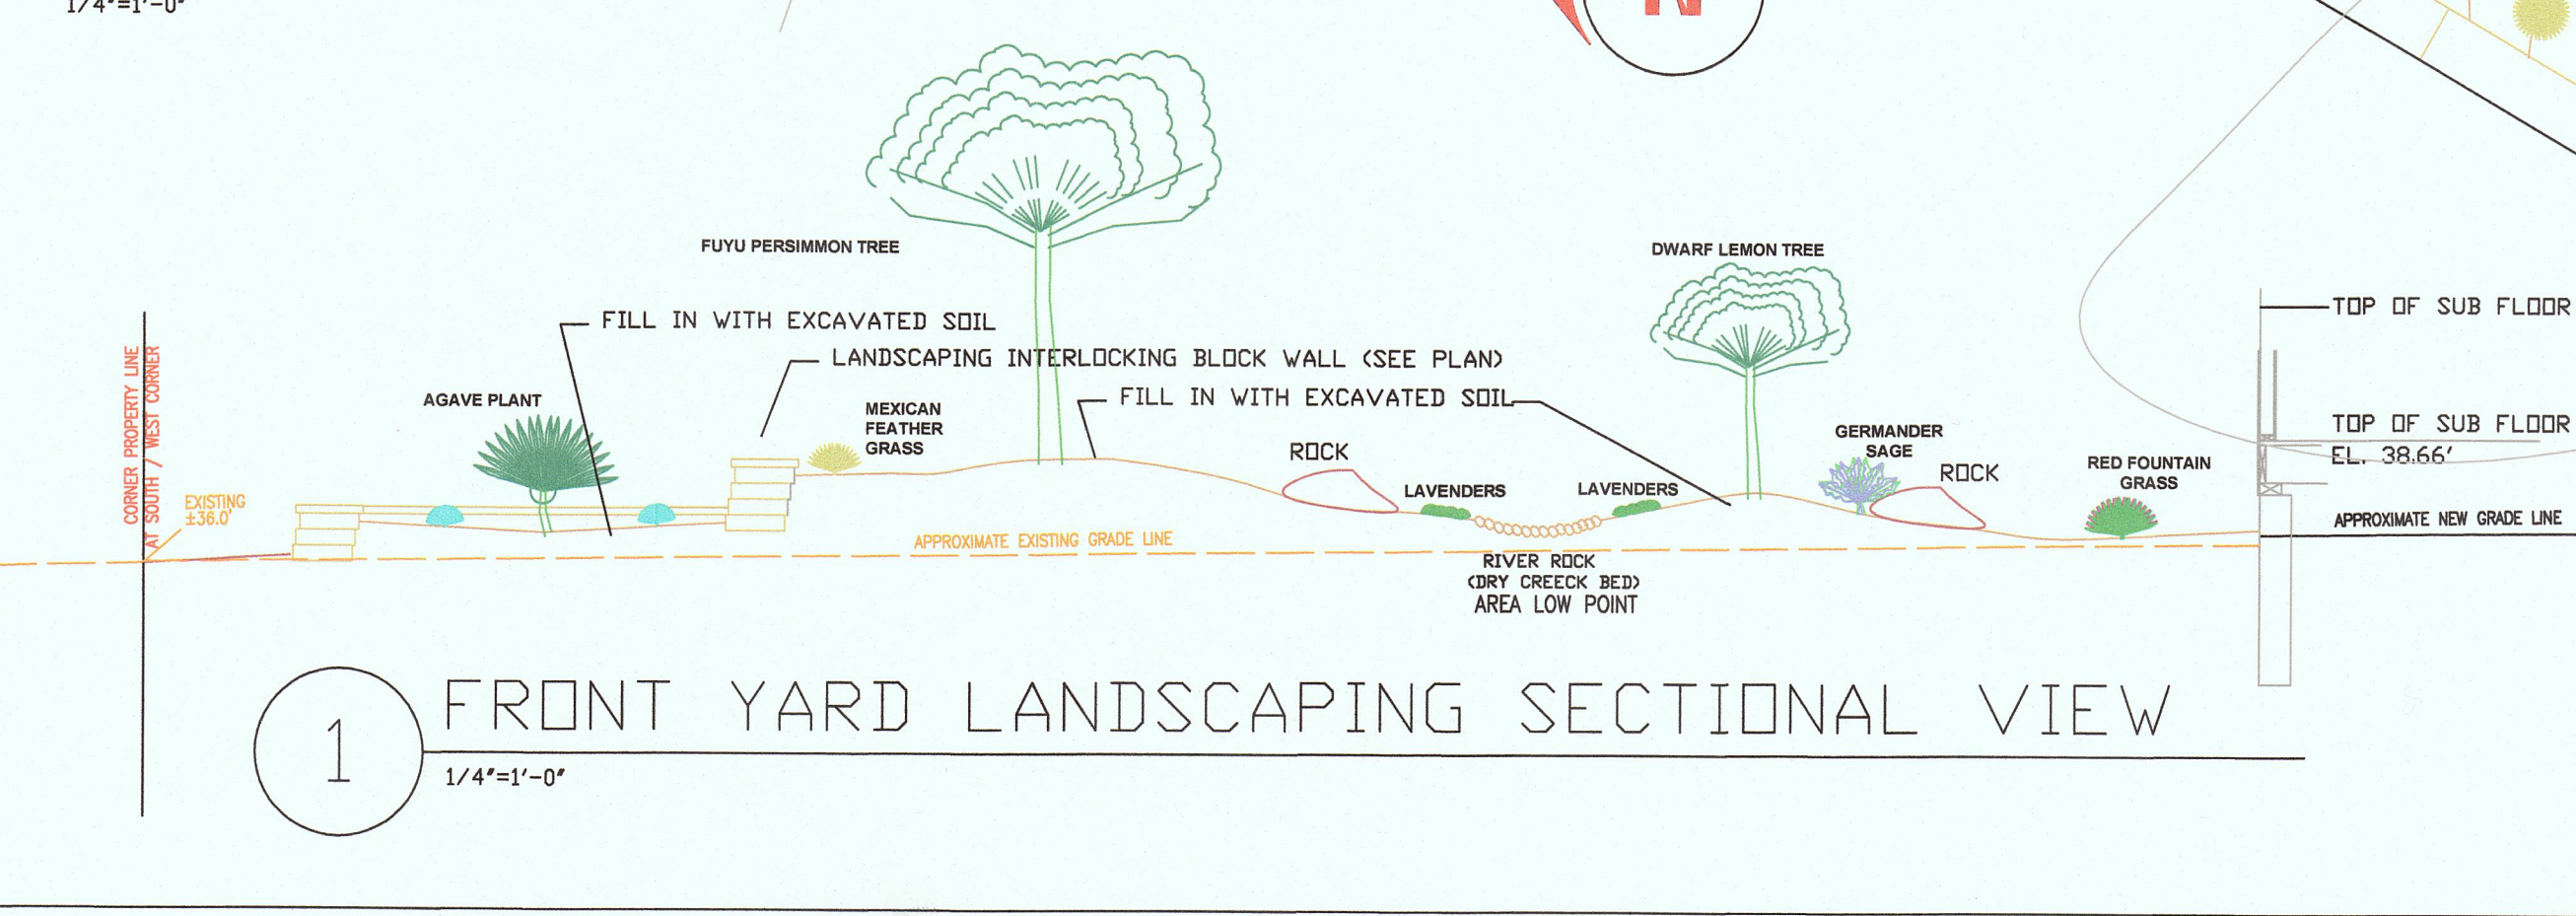 1/4"=1'-0"
N
FUYU PERSIMMON TREE
DWARF LEMON TREE
FILL IN WITH EXCAVATED SOIL
TOP OF SUB FLOOR
LANDSCAPING INTERLOCKING BLOCK WALL (SEE PLAN)
CORNER PROPERTY LINE
AT SOUTH / WEST CORNER
AGAVE PLANT
FILL IN WITH EXCAVATED SOIL
MEXICAN
FEATHER
GRASS
ROCK
GERMANDER
SAGE
ROCK
TOP OF SUB FLOOR
EL. 38.66'
RED FOUNTAIN
GRASS
EXISTING
±36.0'
LAVENDERS
LAVENDERS
APPROXIMATE NEW GRADE LINE
APPROXIMATE EXISTING GRADE LINE
RIVER ROCK
(DRY CREECK BED)
AREA LOW POINT
1
FRONT YARD LANDSCAPING SECTIONAL VIEW
1/4"=1'-0"